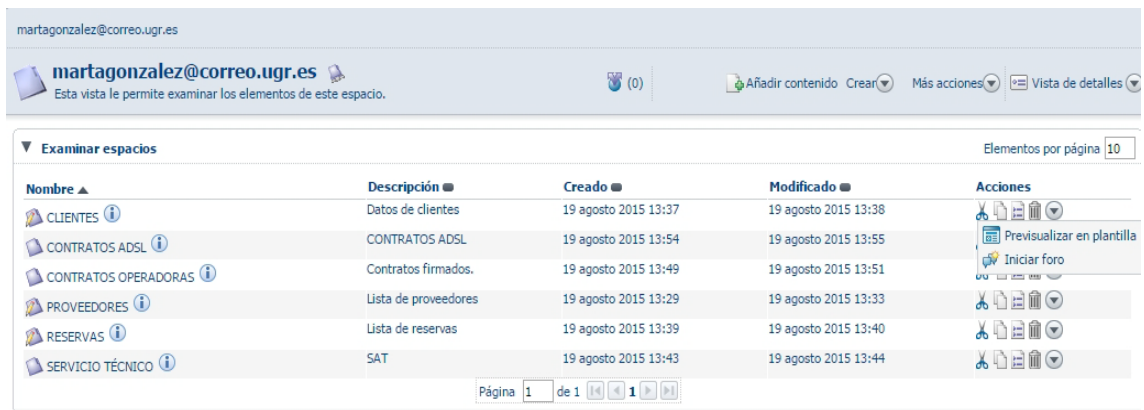 martagonzalez@correo.ugr.es
martagonzalez@correo.ugr.es
Esta vista le permite examinar los elementos de este espacio.
(0)
Añadir contenido Crear Más acciones Vista de detalles
Examinar espacios Elementos por página 10
Nombre Descripción Creado Modificado Acciones
CLIENTES Datos de clientes 19 agosto 2015 13:37 19 agosto 2015 13:38
Previsualizar en plantilla
CONTRATOS ADSL CONTRATOS ADSL 19 agosto 2015 13:54 19 agosto 2015 13:55
Iniciar foro
CONTRATOS OPERADORAS Contratos firmados. 19 agosto 2015 13:49 19 agosto 2015 13:51
PROVEEDORES Lista de proveedores 19 agosto 2015 13:29 19 agosto 2015 13:33
RESERVAS Lista de reservas 19 agosto 2015 13:39 19 agosto 2015 13:40
SERVICIO TÉCNICO SAT 19 agosto 2015 13:43 19 agosto 2015 13:44
Página 1 de 1 1